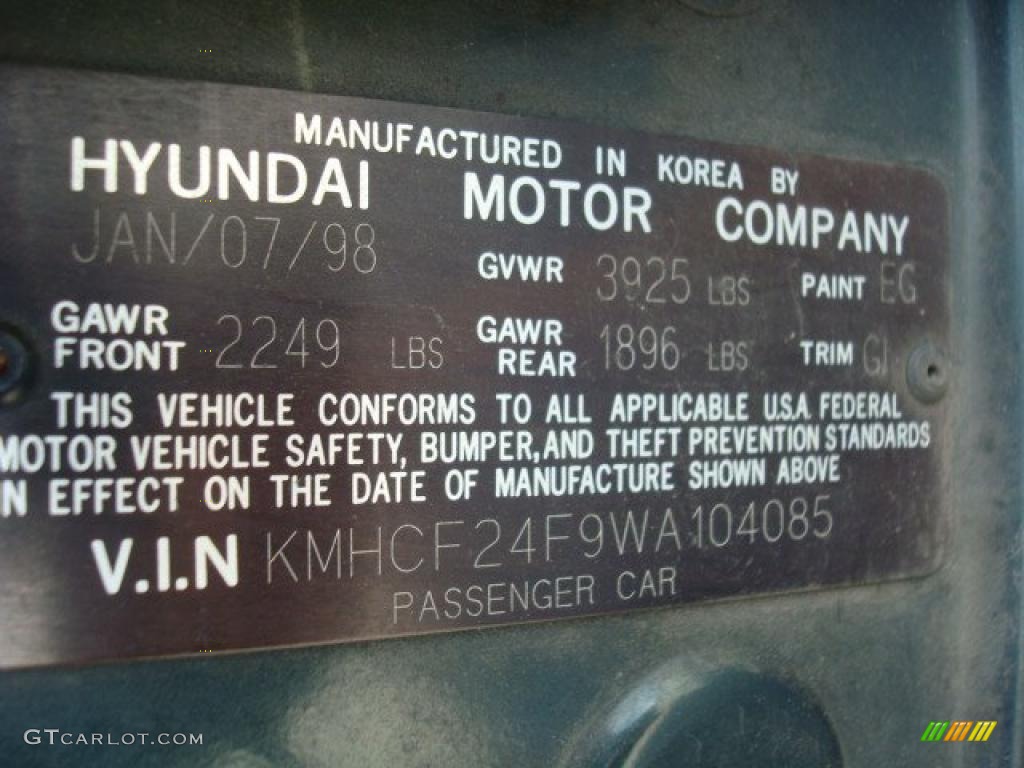 MANUFACTURED IN KOREA BY
HYUNDAI MOTOR COMPANY
JAN/07/98 GVWR 3925 LBS PAINT EG
GAWR FRONT 2249 LBS GAWR REAR 1896 LBS TRIM GJ
THIS VEHICLE CONFORMS TO ALL APPLICABLE U.S.A. FEDERAL
MOTOR VEHICLE SAFETY, BUMPER, AND THEFT PREVENTION STANDARDS
IN EFFECT ON THE DATE OF MANUFACTURE SHOWN ABOVE
V.I.N KMHCF24F9WA104085
PASSENGER CAR
GTCARLOT.COM